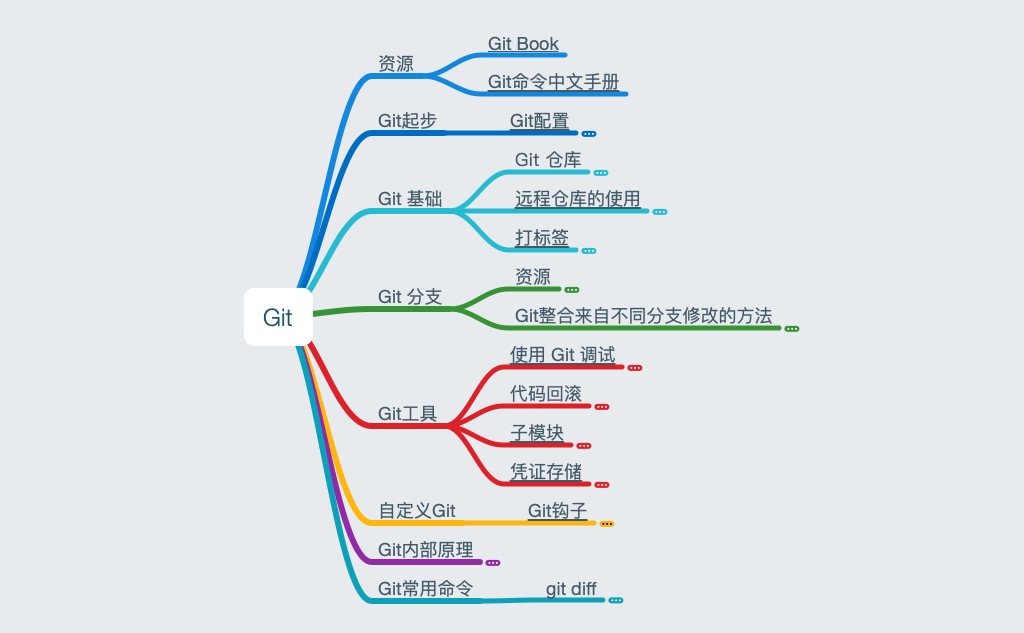 资源
Git Book
Git命令中文手册
Git起步
Git配置
Git 基础
Git 仓库
远程仓库的使用
打标签
Git 分支
资源
Git整合来自不同分支修改的方法
Git
Git工具
使用 Git 调试
代码回滚
子模块
凭证存储
自定义Git
Git钩子
Git内部原理
Git常用命令
git diff